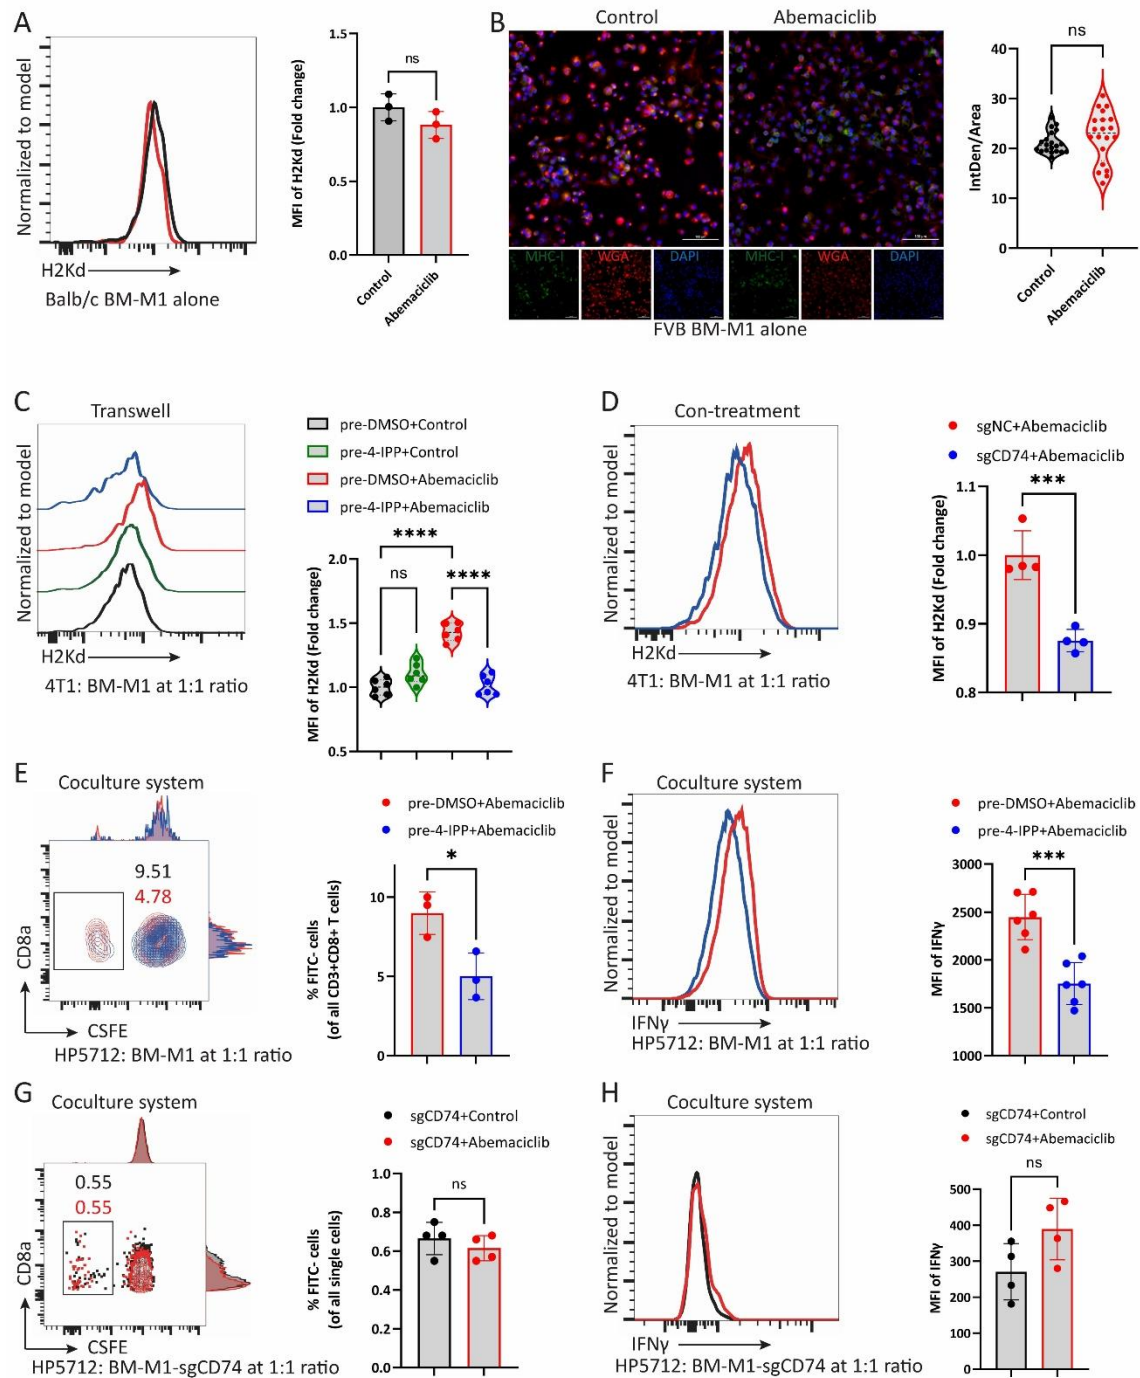 A
Normalized to model
H2Kd
Balb/c BM-M1 alone
MFI of H2Kd (Fold change)
1.5
1.0
0.5
0.0
ns
Control
Abemaciclib
B
Control
Abemaciclib
MHC-I
WGA
DAPI
MHC-I
WGA
DAPI
FVB BM-M1 alone
IntDen/Area
40
30
20
10
0
ns
Control
Abemaciclib
C
Transwell
Normalized to model
H2Kd
4T1: BM-M1 at 1:1 ratio
pre-DMSO+Control
pre-4-IPP+Control
pre-DMSO+Abemaciclib
pre-4-IPP+Abemaciclib
MFI of H2Kd (Fold change)
2.0
1.5
1.0
0.5
****
ns
****
D
Con-treatment
Normalized to model
H2Kd
4T1: BM-M1 at 1:1 ratio
sgNC+Abemaciclib
sgCD74+Abemaciclib
MFI of H2Kd (Fold change)
1.1
1.0
0.9
0.8
***
E
Coculture system
9.51
4.78
CD8a
CSFE
HP5712: BM-M1 at 1:1 ratio
pre-DMSO+Abemaciclib
pre-4-IPP+Abemaciclib
% FITC- cells
(of all CD3+CD8+ T cells)
10
5
0
*
F
Coculture system
Normalized to model
IFNγ
HP5712: BM-M1 at 1:1 ratio
pre-DMSO+Abemaciclib
pre-4-IPP+Abemaciclib
MFI of IFNγ
3000
2500
2000
1500
1000
***
G
Coculture system
0.55
0.55
CD8a
CSFE
HP5712: BM-M1-sgCD74 at 1:1 ratio
sgCD74+Control
sgCD74+Abemaciclib
% FITC- cells
(of all single cells)
1.0
0.8
0.6
0.4
0.2
0.0
ns
H
Coculture system
Normalized to model
IFNγ
HP5712: BM-M1-sgCD74 at 1:1 ratio
sgCD74+Control
sgCD74+Abemaciclib
MFI of IFNγ
500
400
300
200
100
0
ns